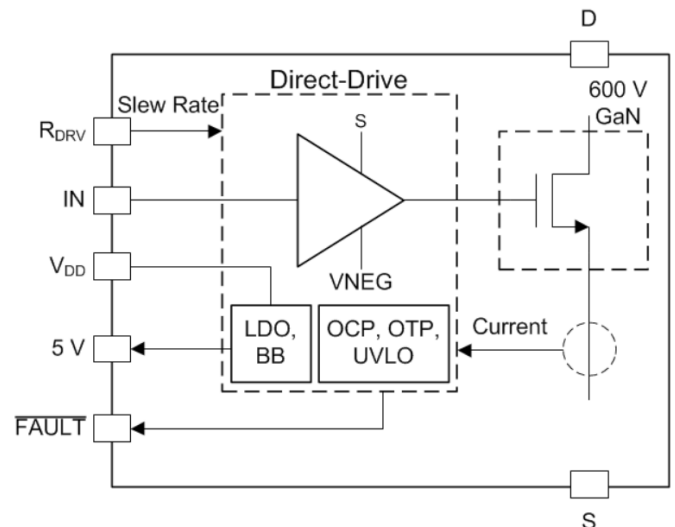 D
Direct-Drive
600 V
GaN
Slew Rate
RDRV
S
IN
VDD
VNEG
LDO,
BB
OCP, OTP,
UVLO
Current
5 V
FAULT
S